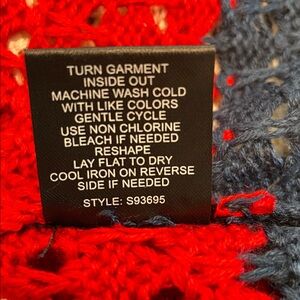 TURN GARMENT
INSIDE OUT
MACHINE WASH COLD
WITH LIKE COLORS
GENTLE CYCLE
USE NON CHLORINE
BLEACH IF NEEDED
RESHAPE
LAY FLAT TO DRY
COOL IRON ON REVERSE
SIDE IF NEEDED
STYLE: S93695